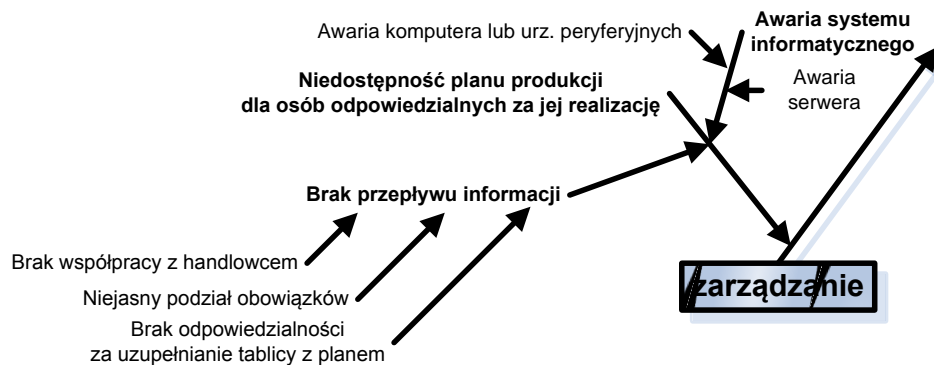 Awaria komputera lub urz. peryferyjnych
Awaria systemu
informatycznego
Niedostępność planu produkcji
dla osób odpowiedzialnych za jej realizację
Awaria
serwera
Brak przepływu informacji
Brak współpracy z handlowcem
Niejasny podział obowiązków
Brak odpowiedzialności
za uzupełnianie tablicy z planem
zarządzanie